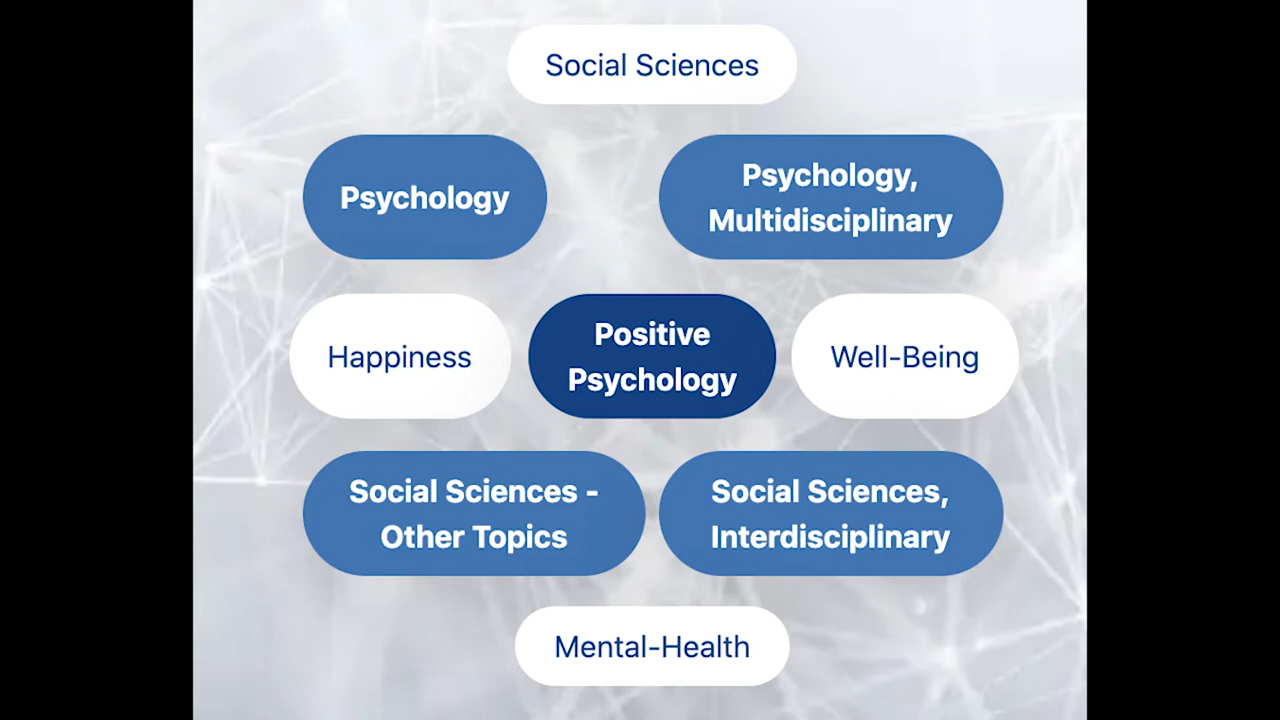 Social Sciences
Psychology
Psychology,
Multidisciplinary
Happiness
Positive
Psychology
Well-Being
Social Sciences -
Other Topics
Social Sciences,
Interdisciplinary
Mental-Health